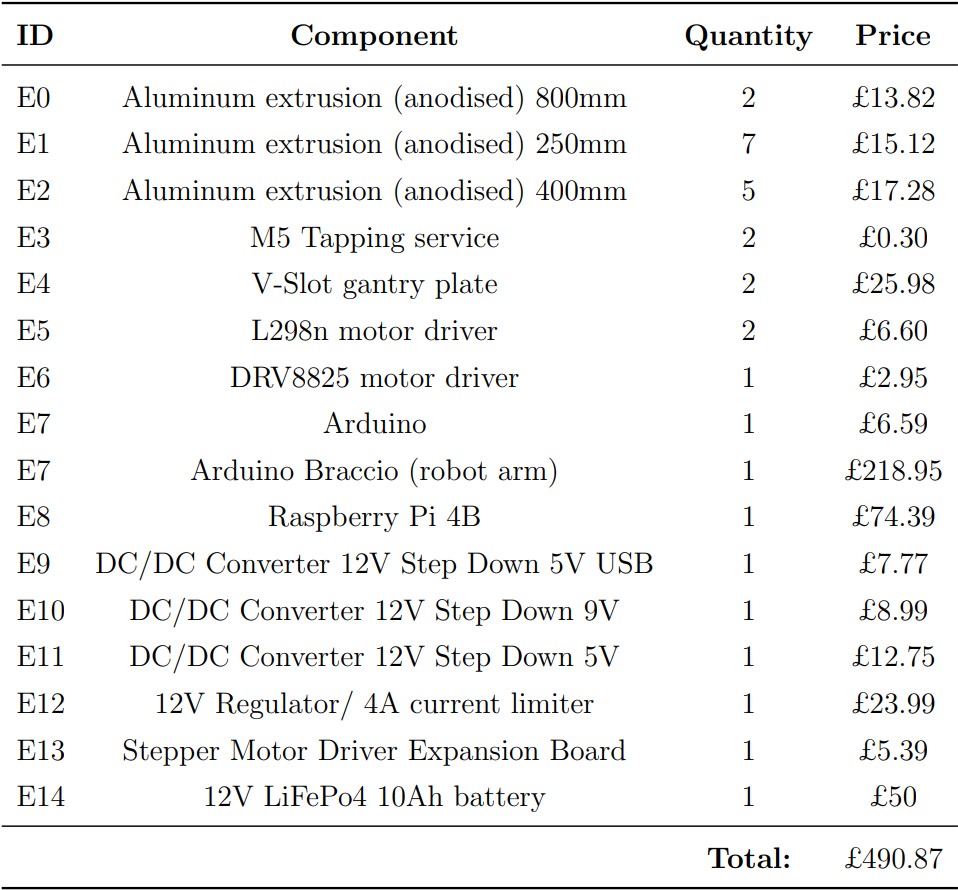 ID Component Quantity Price
E0 Aluminum extrusion (anodised) 800mm 2 £13.82
E1 Aluminum extrusion (anodised) 250mm 7 £15.12
E2 Aluminum extrusion (anodised) 400mm 5 £17.28
E3 M5 Tapping service 2 £0.30
E4 V-Slot gantry plate 2 £25.98
E5 L298n motor driver 2 £6.60
E6 DRV8825 motor driver 1 £2.95
E7 Arduino 1 £6.59
E7 Arduino Braccio (robot arm) 1 £218.95
E8 Raspberry Pi 4B 1 £74.39
E9 DC/DC Converter 12V Step Down 5V USB 1 £7.77
E10 DC/DC Converter 12V Step Down 9V 1 £8.99
E11 DC/DC Converter 12V Step Down 5V 1 £12.75
E12 12V Regulator/ 4A current limiter 1 £23.99
E13 Stepper Motor Driver Expansion Board 1 £5.39
E14 12V LiFePo4 10Ah battery 1 £50
Total: £490.87